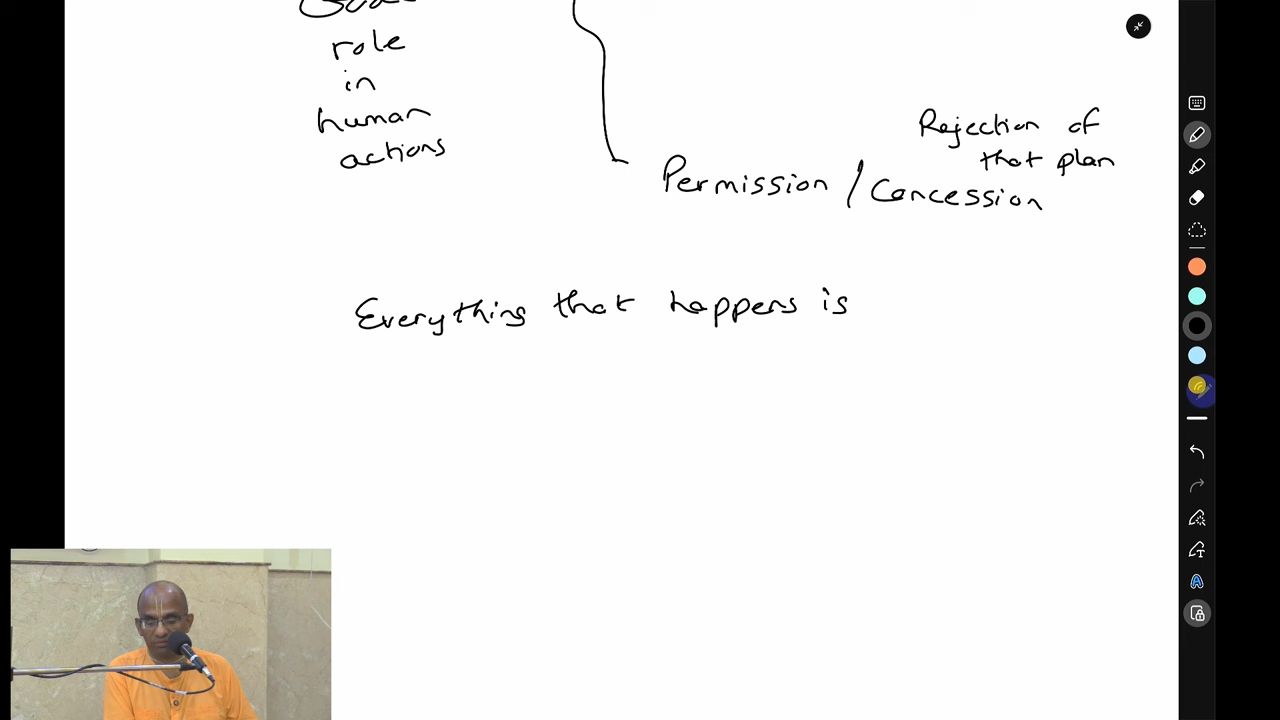 role
in
human
actions
Rejection of
that plan
Permission / Concession
Everything that happens is